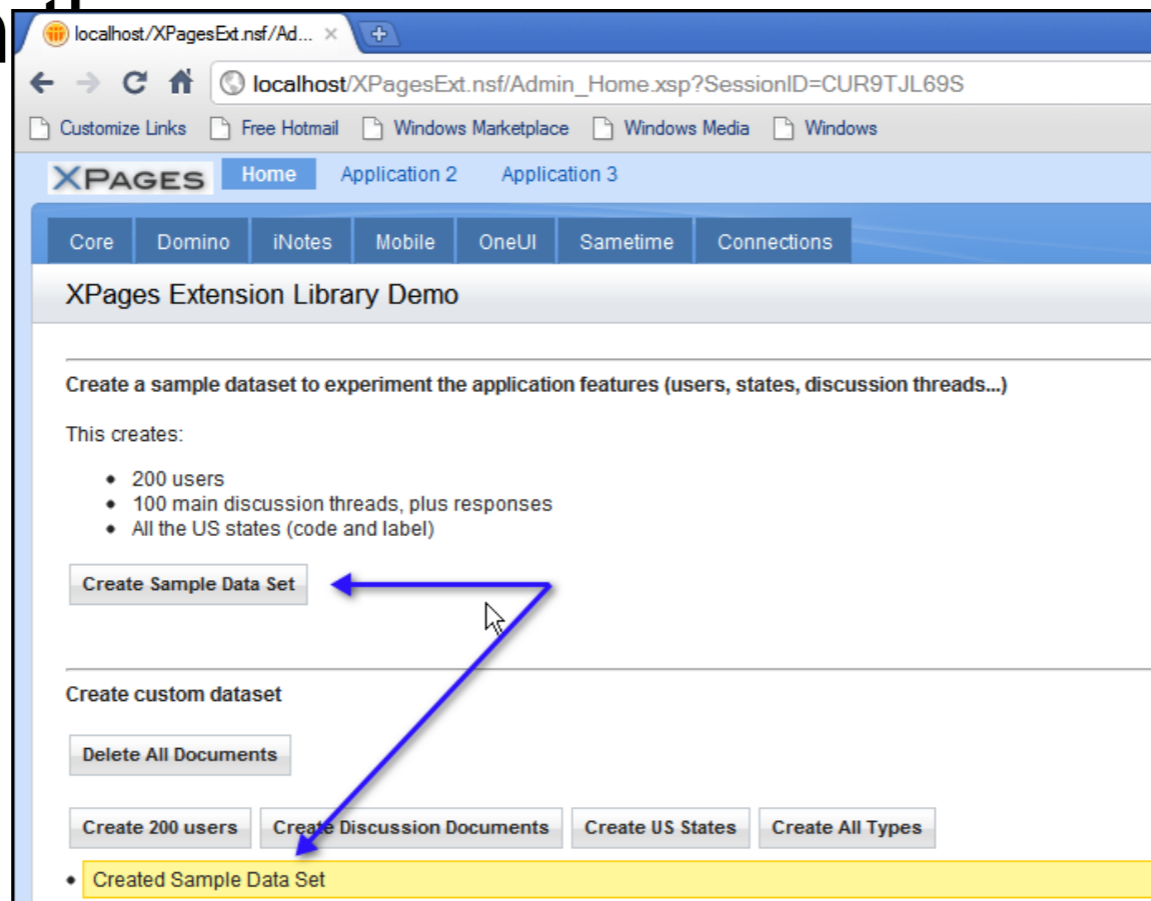 localhost/XPagesExt.nsf/Ad...
localhost/XPagesExt.nsf/Admin_Home.xsp?SessionID=CUR9TJL69S
Customize Links Free Hotmail Windows Marketplace Windows Media Windows
XPAGES Home Application 2 Application 3
Core Domino iNotes Mobile OneUI Sametime Connections
XPages Extension Library Demo
Create a sample dataset to experiment the application features (users, states, discussion threads...)
This creates:
• 200 users
• 100 main discussion threads, plus responses
• All the US states (code and label)
Create Sample Data Set
Create custom dataset
Delete All Documents
Create 200 users Create Discussion Documents Create US States Create All Types
• Created Sample Data Set